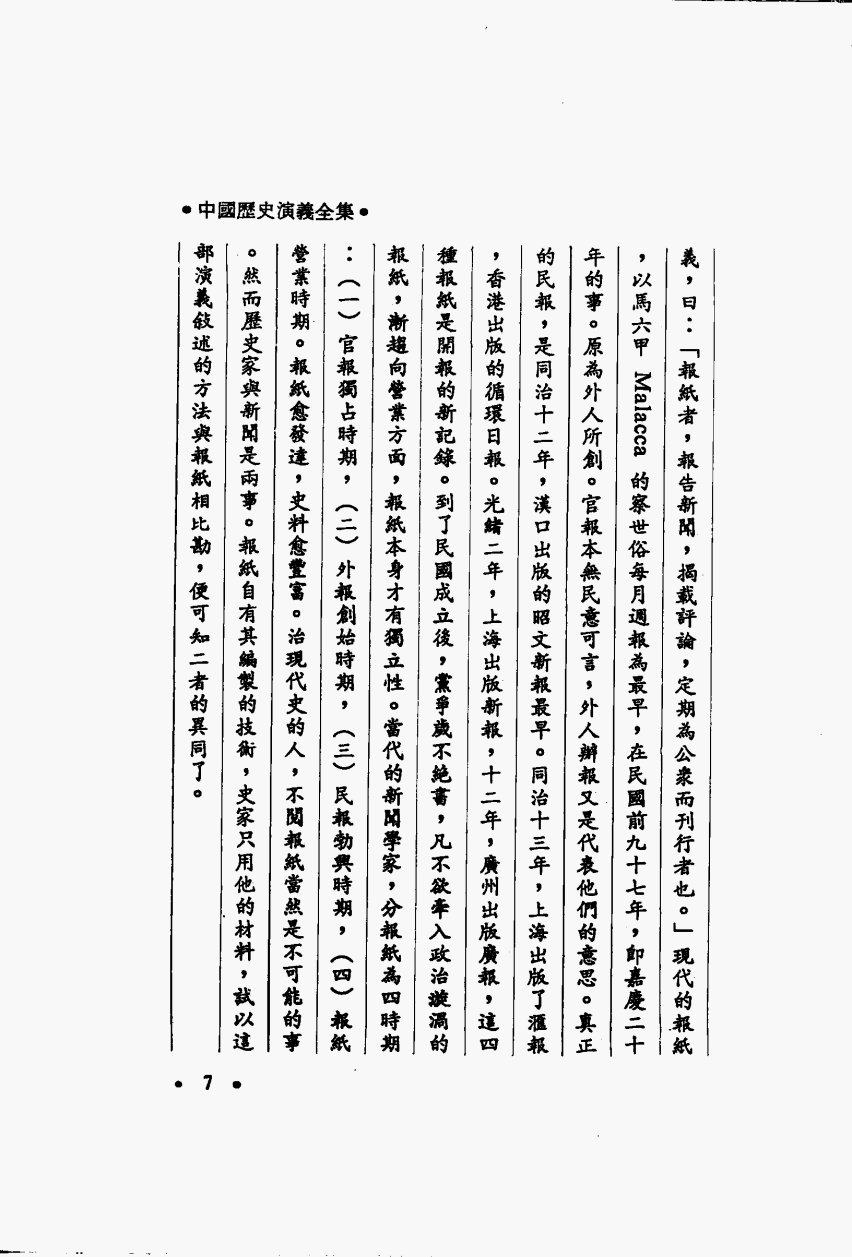 •中國歷史演義全集•
義，曰：「報紙者，報告新聞，揭載評論，定期為公衆而刊行者也。」現代的報紙
，以馬六甲 Malacca 的察世俗每月週報為最早，在民國前九十七年，即嘉慶二十
年的事。原為外人所創。官報本無民意可言，外人辦報又是代表他們的意思。真正
的民報，是同治十二年，漢口出版的昭文新報最早。同治十三年，上海出版了滙報
，香港出版的循環日報。光緒二年，上海出版新報，十二年，廣州出版廣報，這四
種報紙是開報的新記錄。到了民國成立後，黨爭歲不絶書，凡不欲牽入政治漩渦的
報紙，漸趨向營業方面，報紙本身才有獨立性。當代的新聞學家，分報紙為四時期
：（一）官報獨占時期，（二）外報創始時期，（三）民報勃興時期，（四）報紙
營業時期。報紙愈發達，史料愈豐富。治現代史的人，不閱報紙當然是不可能的事
。然而歷史家與新聞是兩事。報紙自有其編製的技術，史家只用他的材料，試以這
部演義敍述的方法與報紙相比勘，便可知二者的異同了。
• 7 •